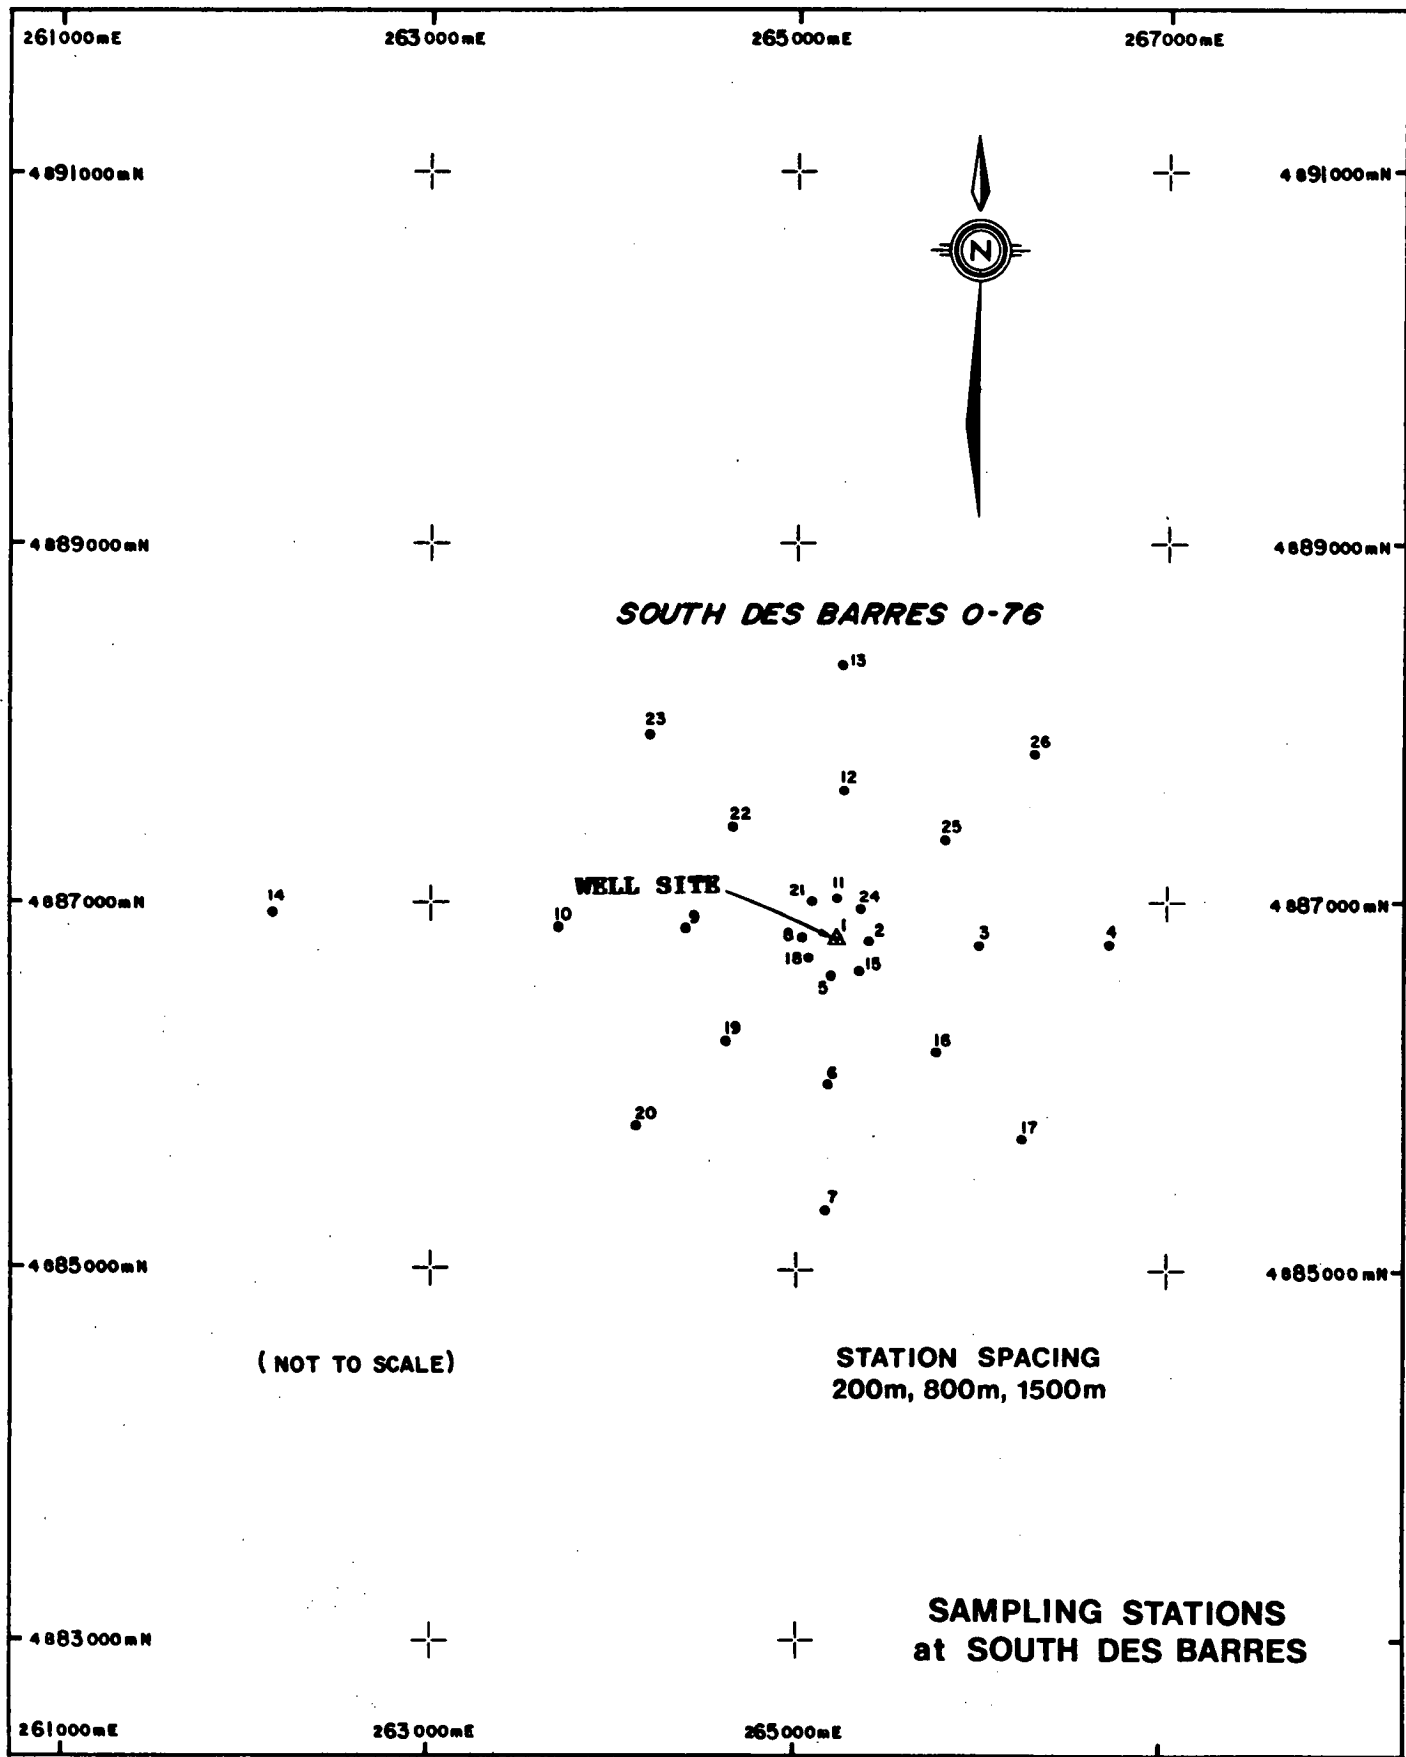 261000mE 263000mE 265000mE 267000mE
4891000mN 4891000mN
N
4889000mN 4889000mN
SOUTH DES BARRES O-76
13
23
26
12
22
25
WELL SITE
14
21 11 24
4887000mN 4887000mN
10 9 8 1 2 3 4
18 15
5
19
16
6
20
17
7
4885000mN 4885000mN
(NOT TO SCALE)
STATION SPACING
200m, 800m, 1500m
SAMPLING STATIONS
at SOUTH DES BARRES
4883000mN
261000mE 263000mE 265000mE